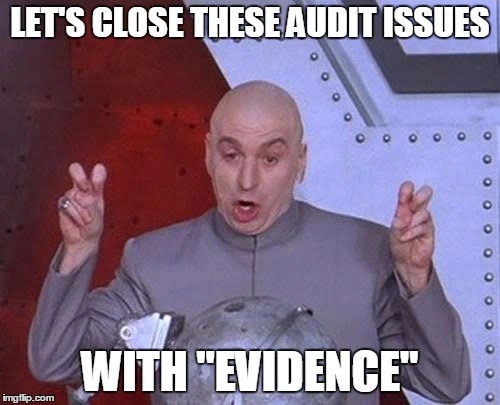 LET'S CLOSE THESE AUDIT ISSUES
WITH "EVIDENCE"
imgflip.com